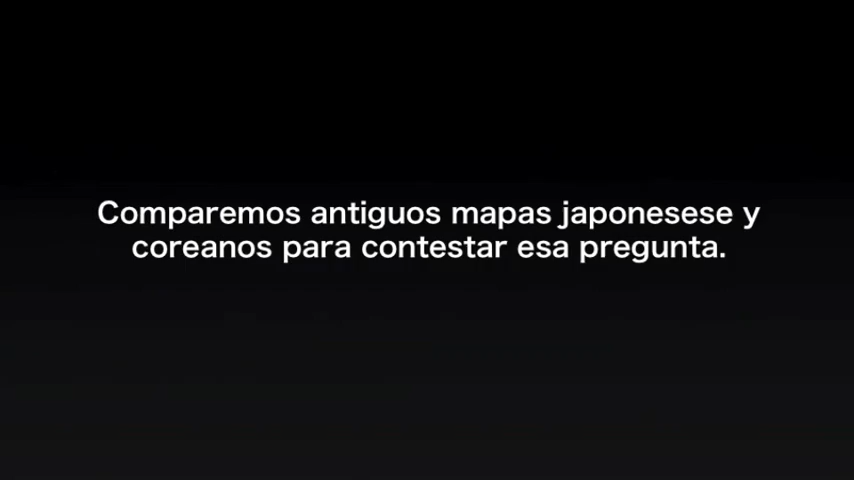 Comparemos antiguos mapas japonesese y
coreanos para contestar esa pregunta.